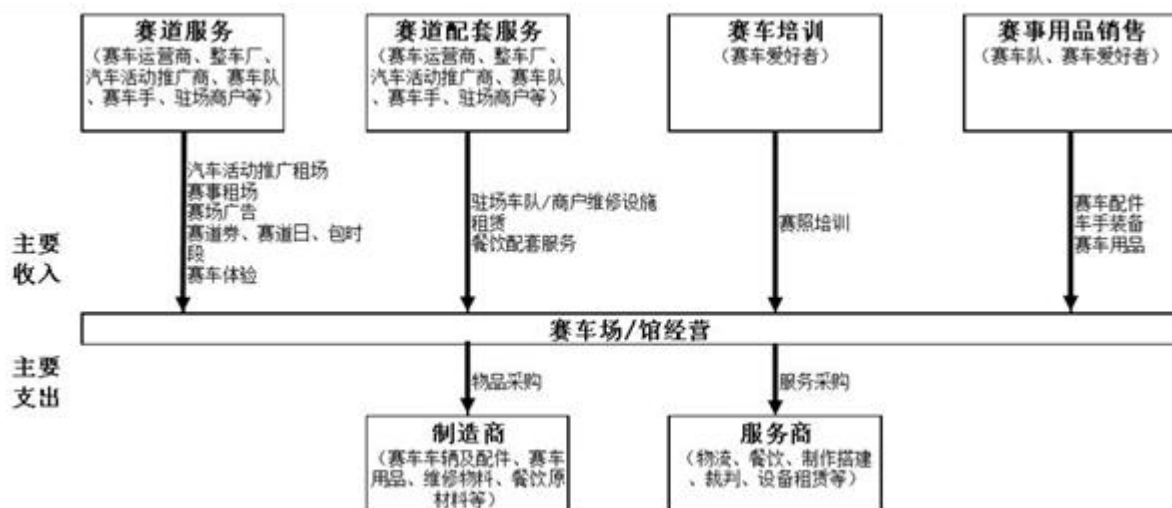 赛道服务
（赛车运营商、整车厂、
汽车活动推广商、赛车队
、赛车手、驻场商户等）
赛道配套服务
（赛车运营商、整车厂、
汽车活动推广商、赛车队
、赛车手、驻场商户等）
赛车培训
（赛车爱好者）
赛事用品销售
（赛车队、赛车爱好者）
汽车活动推广租场
赛事租场
赛场广告
赛道券、赛道日、包时
段
赛车体验
驻场车队/商户维修设施
租赁
餐饮配套服务
赛照培训
赛车配件
车手装备
赛车用品
主要
收入
赛车场/馆经营
主要
支出
物品采购
服务采购
制造商
（赛车车辆及配件、赛车
用品、维修物料、餐饮原
材料等）
服务商
（物流、餐饮、制作搭建
、裁判、设备租赁等）